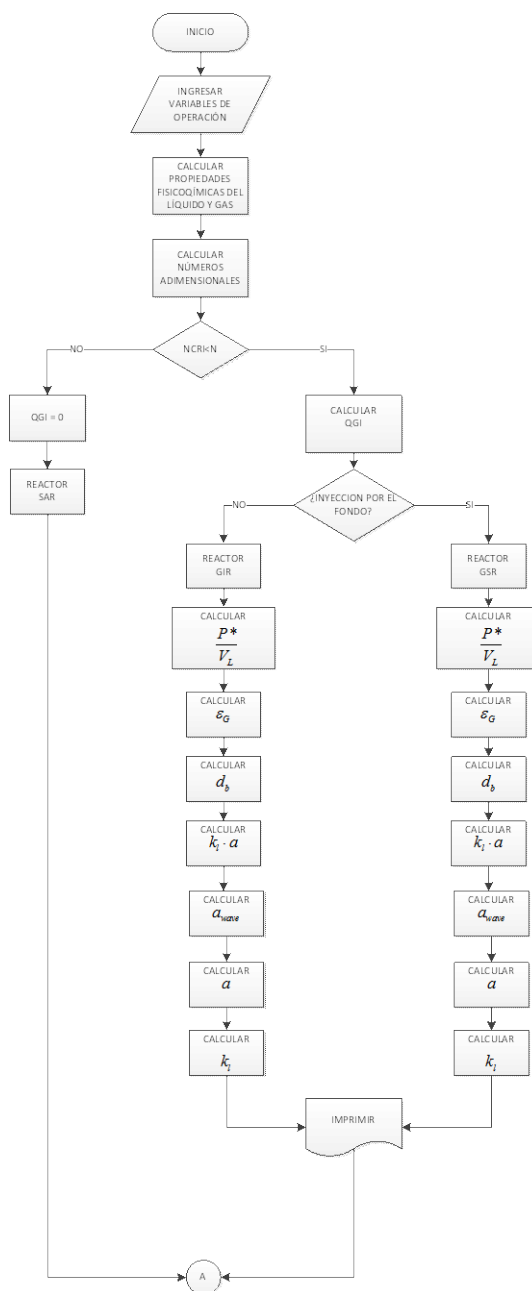 INICIO
INGRESAR
VARIABLES DE
OPERACIÓN
CALCULAR
PROPIEDADES
FISICOQÍMICAS DEL
LÍQUIDO Y GAS
CALCULAR
NÚMEROS
ADIMENSIONALES
NCRI<N
NO
SI
QGI = 0
REACTOR
SAR
CALCULAR
QGI
¿INYECCION POR EL
FONDO?
NO
SI
REACTOR
GIR
CALCULAR
P*
V_L
CALCULAR
ε_G
CALCULAR
d_b
CALCULAR
k_l · a
CALCULAR
a_wave
CALCULAR
a
CALCULAR
k_l
REACTOR
GSR
CALCULAR
P*
V_L
CALCULAR
ε_G
CALCULAR
d_b
CALCULAR
k_l · a
CALCULAR
a_wave
CALCULAR
a
CALCULAR
k_l
IMPRIMIR
A